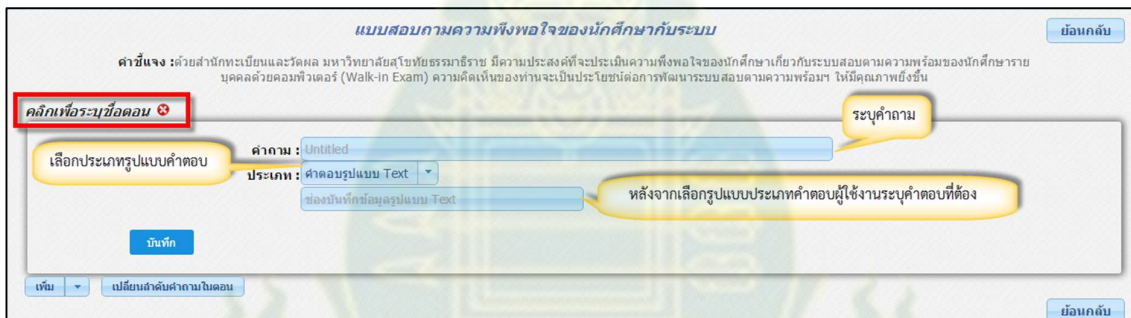 แบบสอบถามความพึงพอใจของนักศึกษากับระบบ
ย้อนกลับ
คำชี้แจง :ด้วยสำนักทะเบียนและวัดผล มหาวิทยาลัยสุโขทัยธรรมาธิราช มีความประสงค์ที่จะประเมินความพึงพอใจของนักศึกษาเกี่ยวกับระบบสอบตามความพร้อมของนักศึกษาราย
บุคคลด้วยคอมพิวเตอร์ (Walk-in Exam) ความคิดเห็นของท่านจะเป็นประโยชน์ต่อการพัฒนาระบบสอบตามความพร้อมฯ ให้มีคุณภาพยิ่งขึ้น
คลิกเพื่อระบุชื่อตอน
ระบุคำถาม
คำถาม : Untitled
เลือกประเภทรูปแบบคำตอบ
ประเภท : คำตอบรูปแบบ Text
ช่องบันทึกข้อมูลรูปแบบ Text
หลังจากเลือกรูปแบบประเภทคำตอบผู้ใช้งานระบุคำตอบที่ต้อง
บันทึก
เพิ่ม
เปลี่ยนลำดับคำถามในตอน
ย้อนกลับ